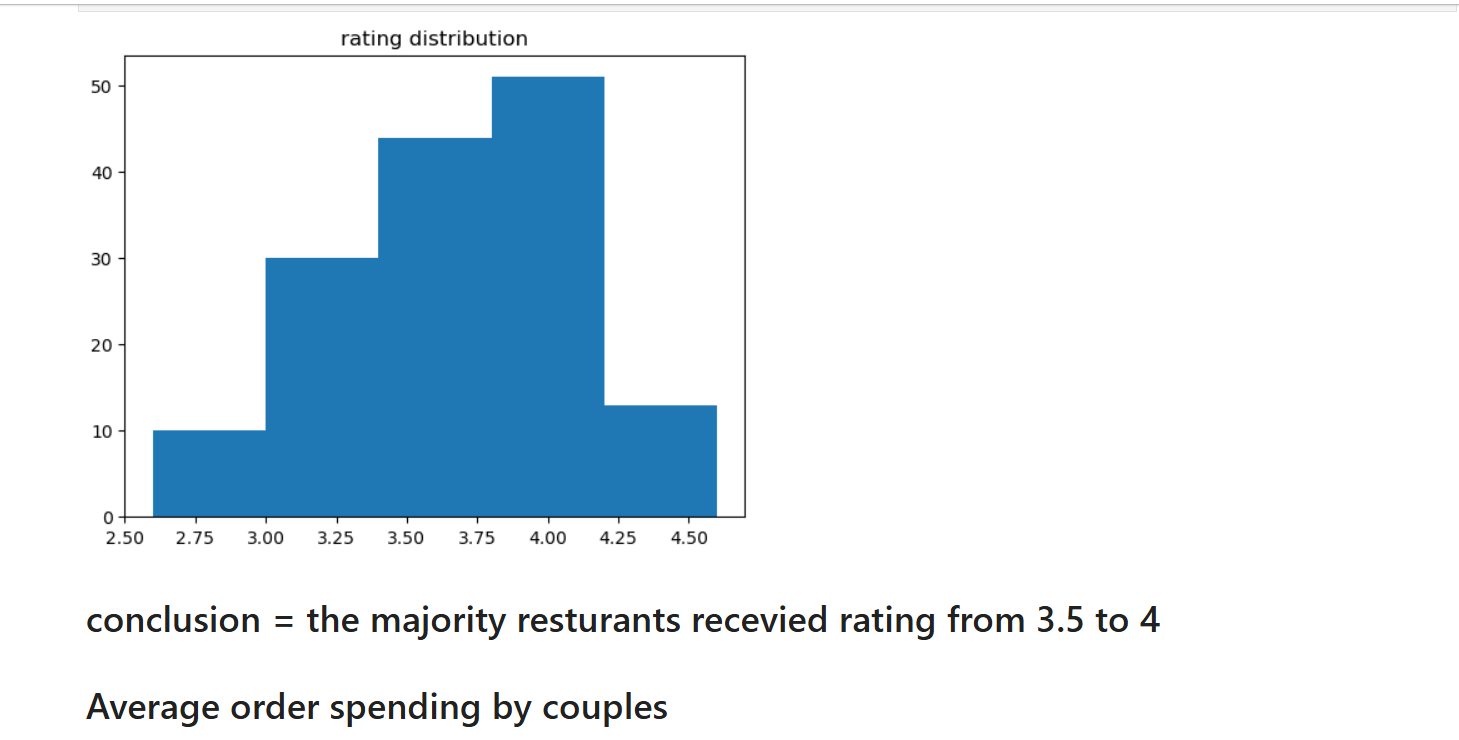 rating distribution
50
40
30
20
10
0
2.50 2.75 3.00 3.25 3.50 3.75 4.00 4.25 4.50
conclusion = the majority resturants recevied rating from 3.5 to 4
Average order spending by couples